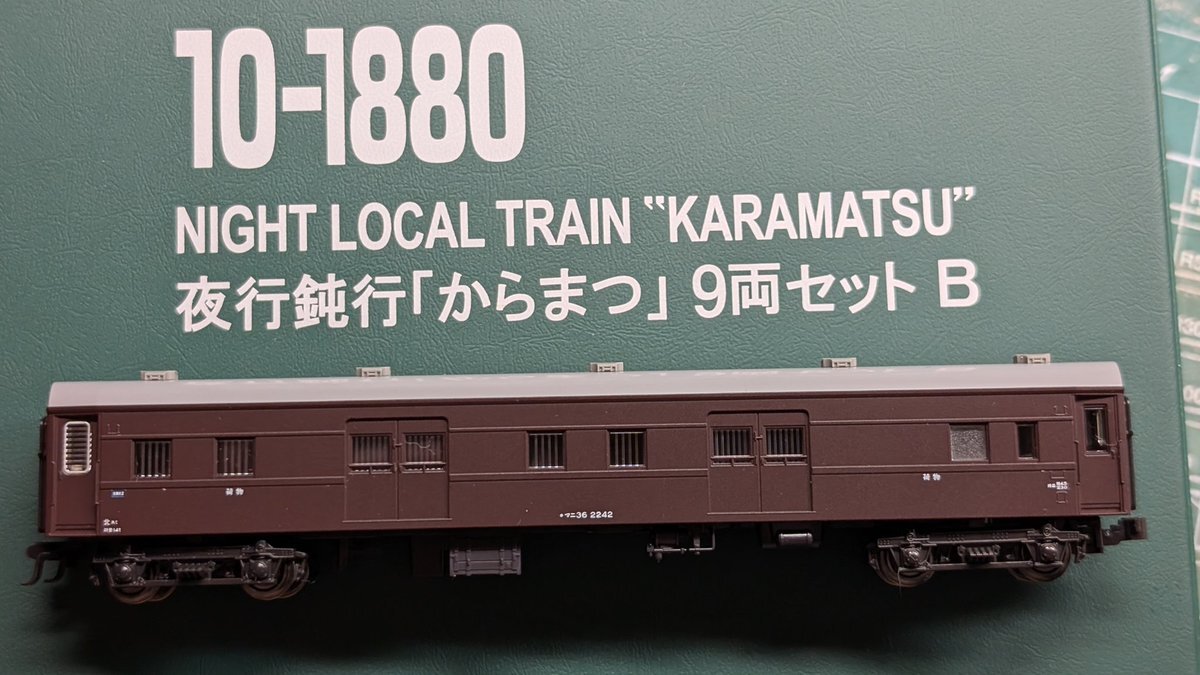 10-1880
NIGHT LOCAL TRAIN “KARAMATSU”
夜行鈍行「からまつ」 9両セット B
荷物
荷物
マニ36 2242